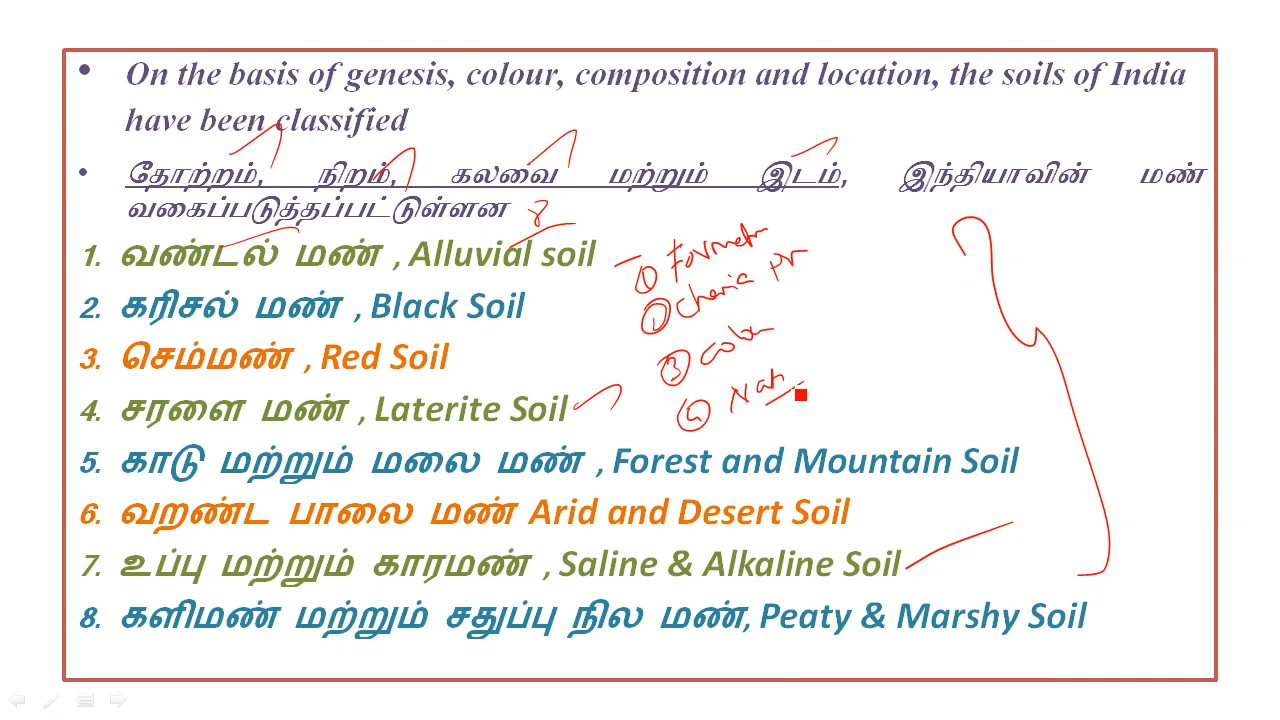 On the basis of genesis, colour, composition and location, the soils of India
have been classified
தோற்றம், நிறம், கலவை மற்றும் இடம், இந்தியாவின் மண்
வகைப்படுத்தப்பட்டுள்ளன
8
1. வண்டல் மண் , Alluvial soil
2. கரிசல் மண் , Black Soil
3. செம்மண் , Red Soil
4. சரளை மண் , Laterite Soil
5. காடு மற்றும் மலை மண் , Forest and Mountain Soil
6. வறண்ட பாலை மண் Arid and Desert Soil
7. உப்பு மற்றும் காரமண் , Saline & Alkaline Soil
8. களிமண் மற்றும் சதுப்பு நில மண், Peaty & Marshy Soil